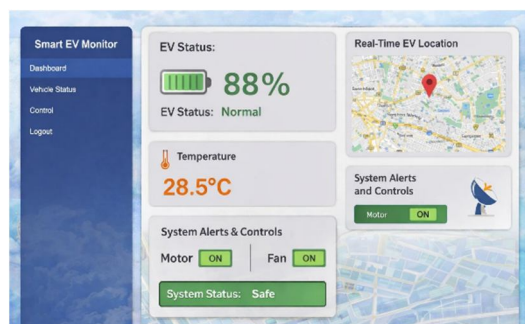 Smart EV Monitor
Dashboard
Vehicle Status
Control
Logout
EV Status:
88%
EV Status: Normal
Temperature
28.5°C
System Alerts & Controls
Motor ON Fan ON
System Status: Safe
Real-Time EV Location
System Alerts
and Controls
Motor ON